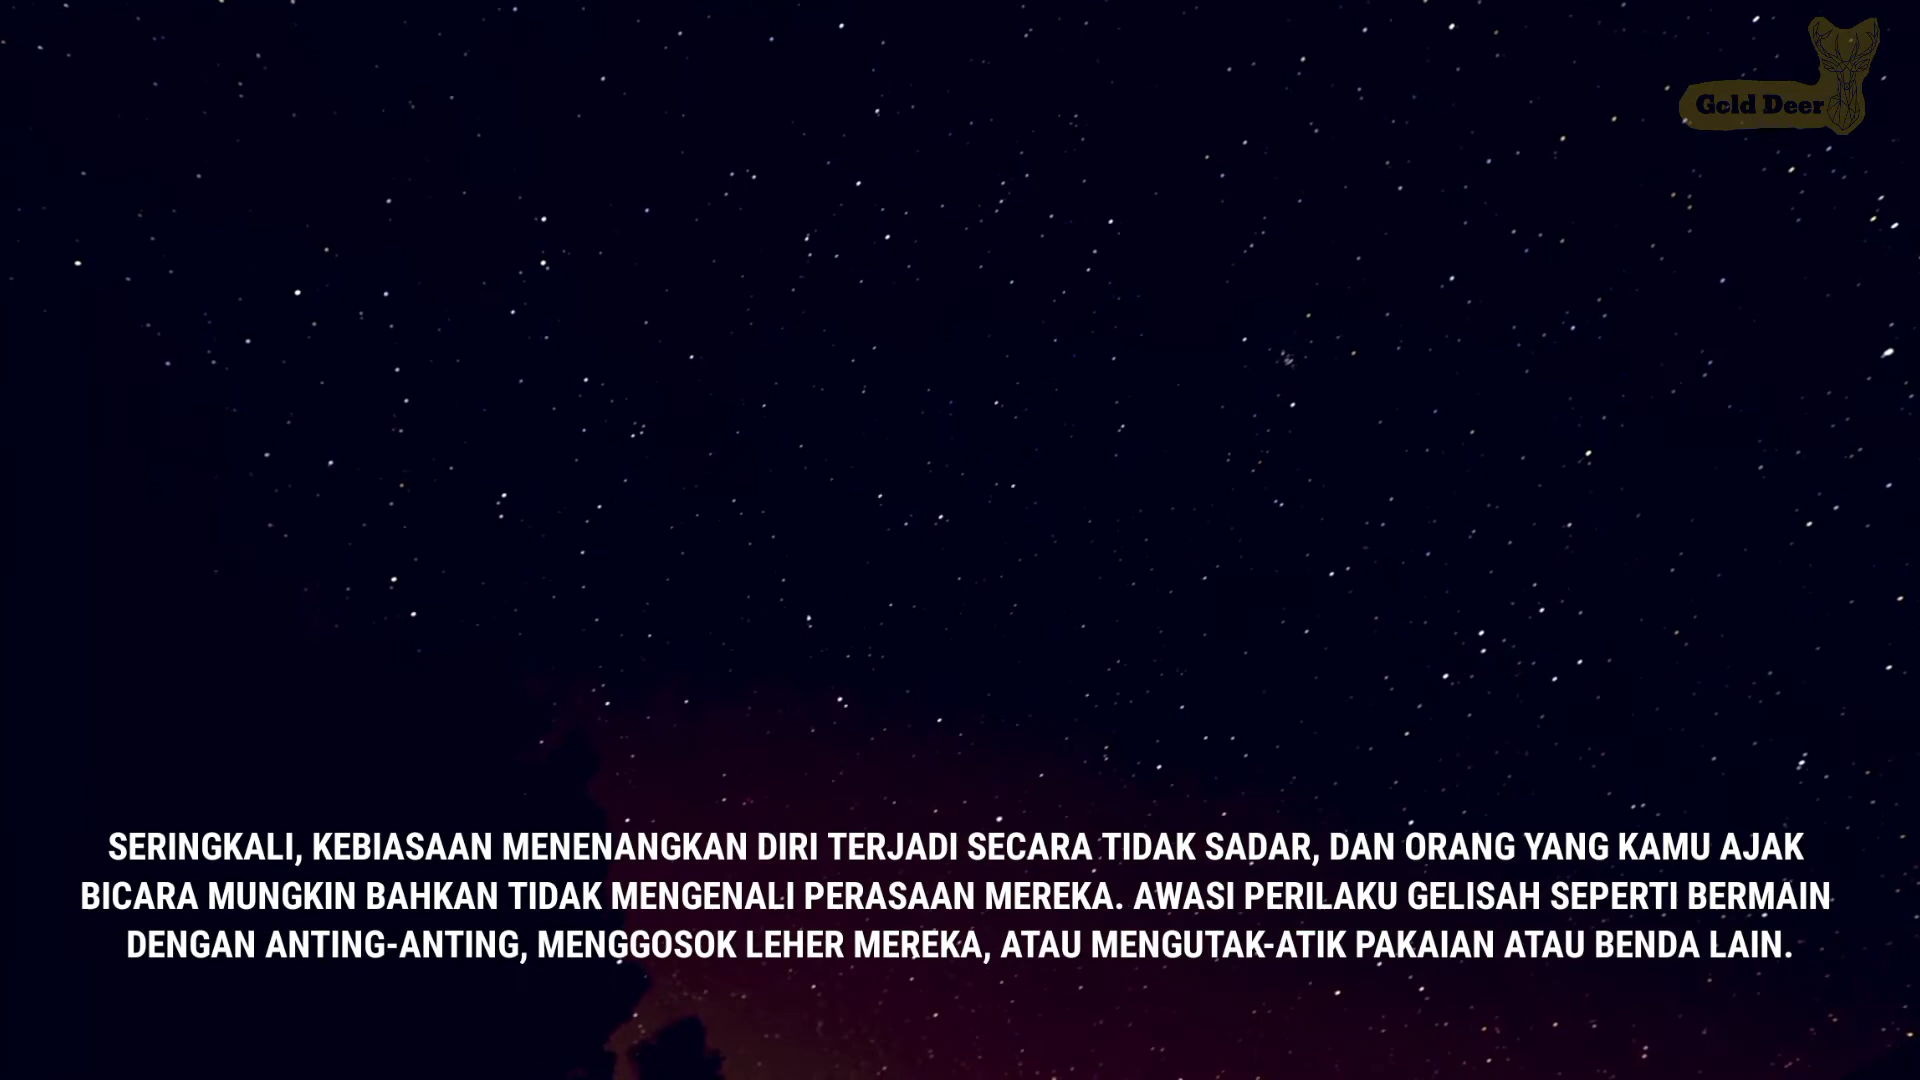 Gold Deer
SERINGKALI, KEBIASAAN MENENANGKAN DIRI TERJADI SECARA TIDAK SADAR, DAN ORANG YANG KAMU AJAK
BICARA MUNGKIN BAHKAN TIDAK MENGENALI PERASAAN MEREKA. AWASI PERILAKU GELISAH SEPERTI BERMAIN
DENGAN ANTING-ANTING, MENGGOSOK LEHER MEREKA, ATAU MENGUTAK-ATIK PAKAIAN ATAU BENDA LAIN.